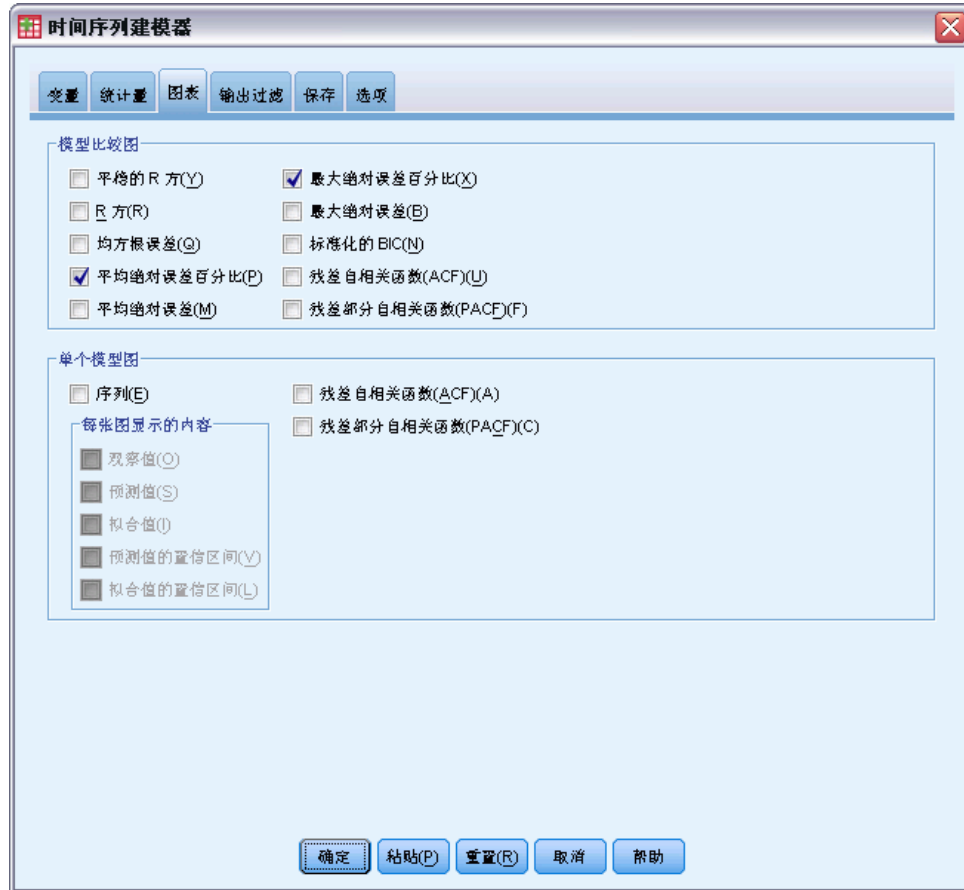 时间序列建模器
变量 统计量 图表 输出过滤 保存 选项
模型比较图
平稳的 R 方(Y)
最大绝对误差百分比(X)
R 方(R)
最大绝对误差(B)
均方根误差(Q)
标准化的 BIC(N)
平均绝对误差百分比(P)
残差自相关函数(ACF)(U)
平均绝对误差(M)
残差部分自相关函数(PACF)(F)
单个模型图
序列(E)
残差自相关函数(ACF)(A)
每张图显示的内容
残差部分自相关函数(PACF)(C)
观察值(O)
预测值(S)
拟合值(I)
预测值的置信区间(V)
拟合值的置信区间(L)
确定 粘贴(P) 重置(R) 取消 帮助